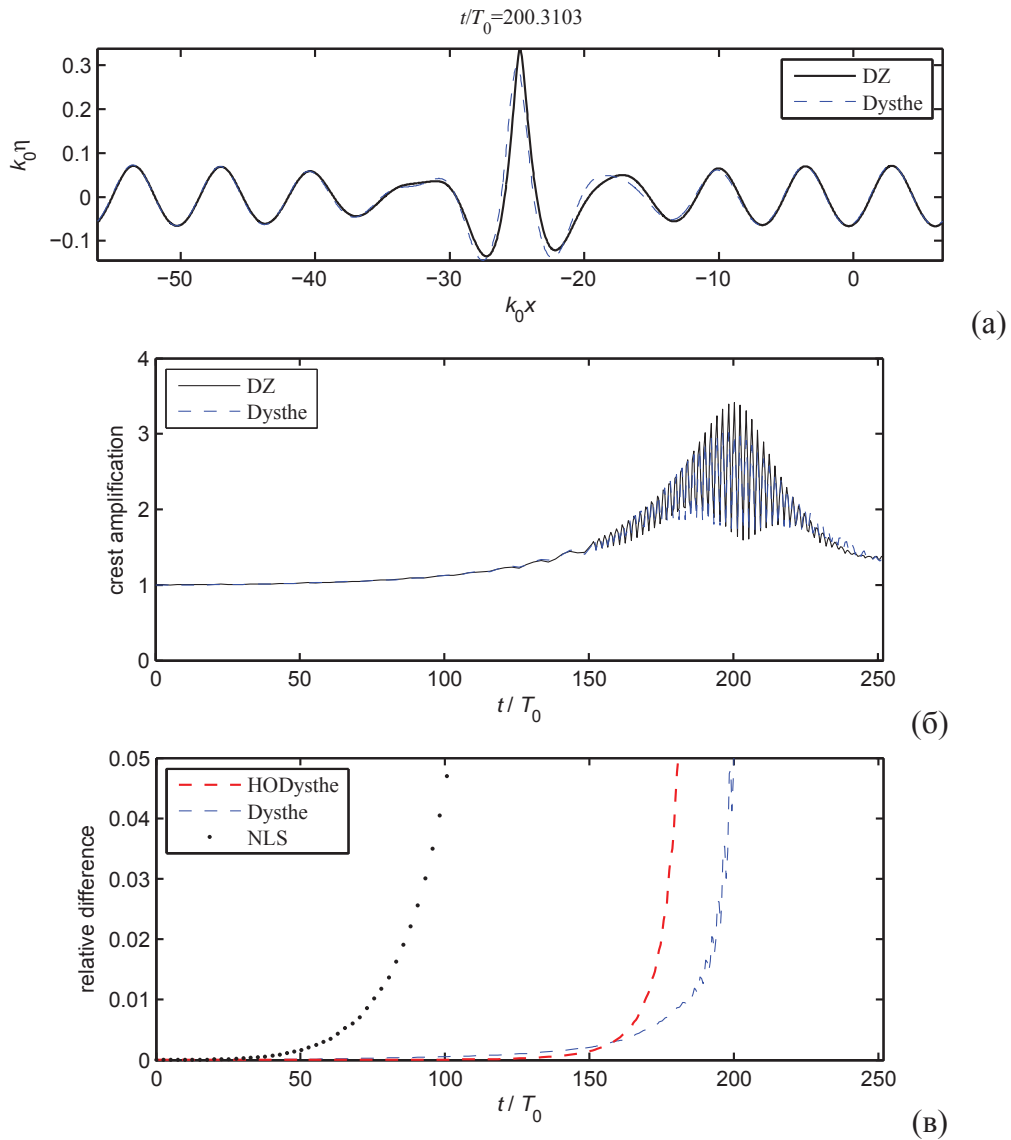 t/T₀=200.3103
0.3
0.2
0.1
0
−0.1
k₀η
DZ
Dysthe
−50
−40
−30
−20
−10
0
k₀x
(а)
4
3
2
1
0
crest amplification
DZ
Dysthe
0
50
100
150
200
250
t / T₀
(б)
0.05
0.04
0.03
0.02
0.01
0
relative difference
HODysthe
Dysthe
NLS
0
50
100
150
200
250
t / T₀
(в)